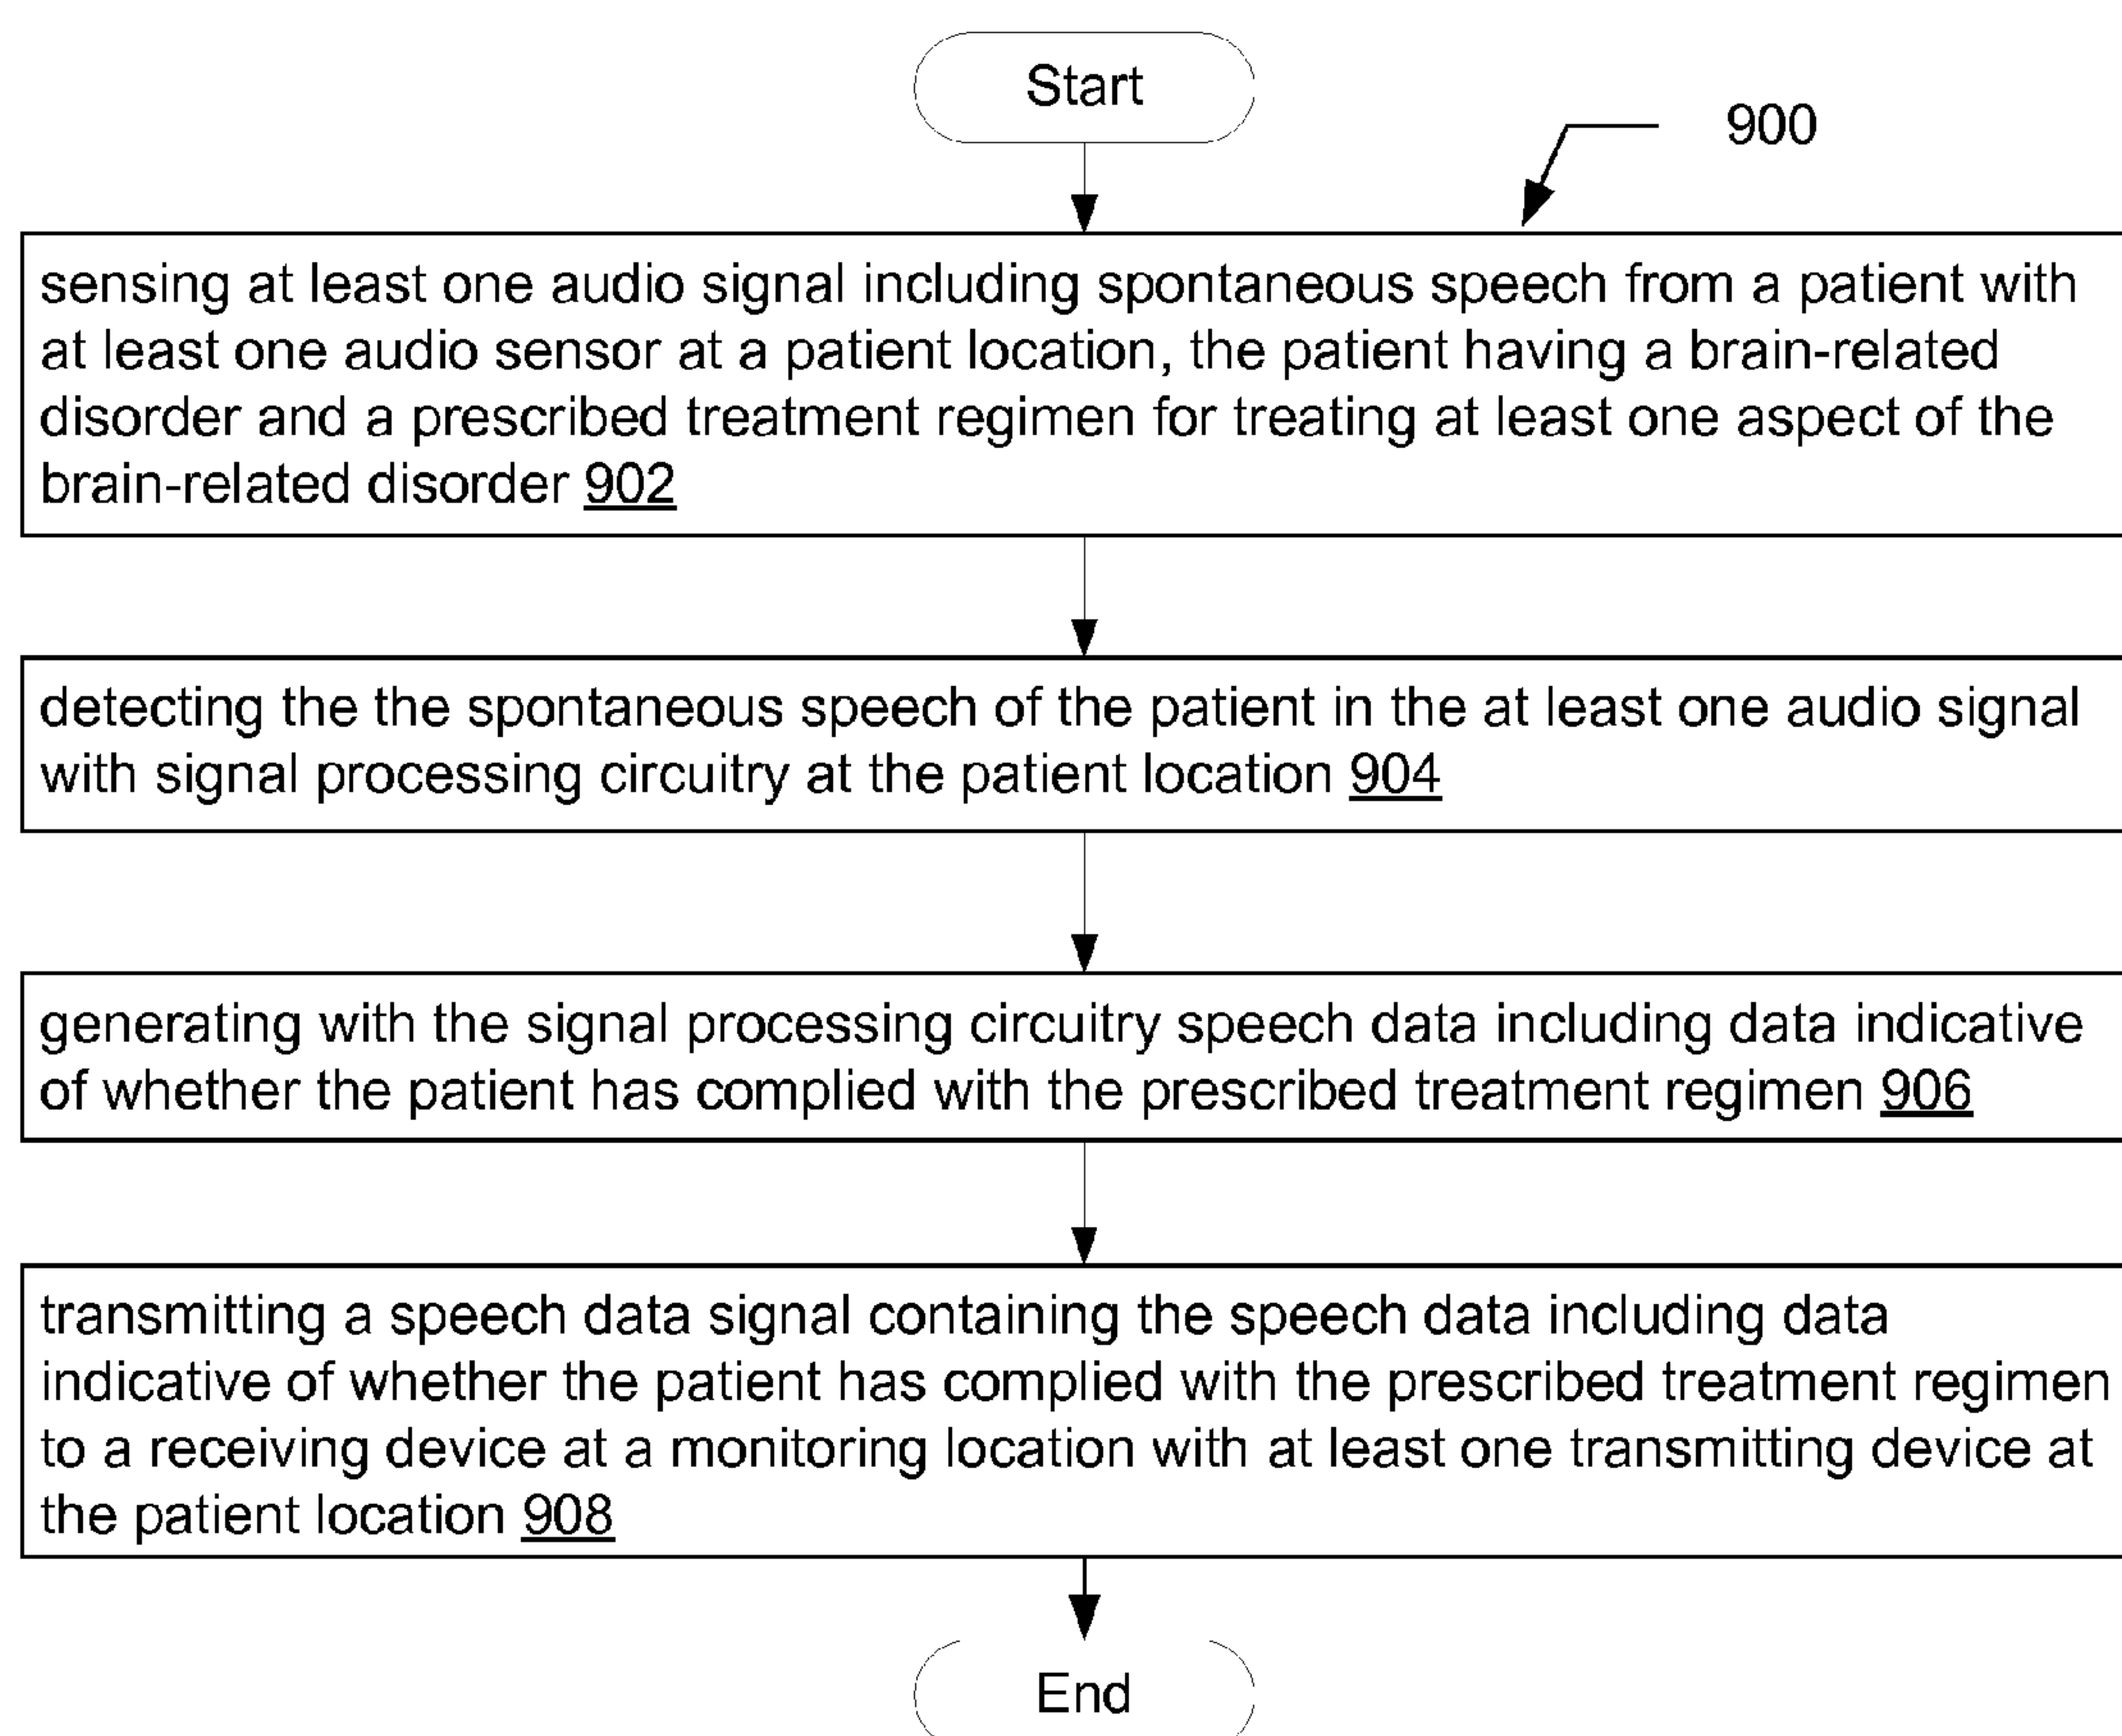 Start
900
sensing at least one audio signal including spontaneous speech from a patient with
at least one audio sensor at a patient location, the patient having a brain-related
disorder and a prescribed treatment regimen for treating at least one aspect of the
brain-related disorder 902
detecting the the spontaneous speech of the patient in the at least one audio signal
with signal processing circuitry at the patient location 904
generating with the signal processing circuitry speech data including data indicative
of whether the patient has complied with the prescribed treatment regimen 906
transmitting a speech data signal containing the speech data including data
indicative of whether the patient has complied with the prescribed treatment regimen
to a receiving device at a monitoring location with at least one transmitting device at
the patient location 908
End